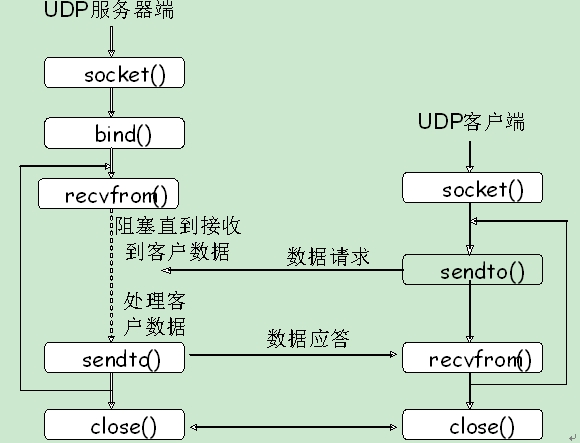 UDP服务器端
socket()
bind()
recvfrom()
阻塞直到接收
到客户数据
处理客
户数据
sendto()
close()
数据请求
数据应答
UDP客户端
socket()
sendto()
recvfrom()
close()